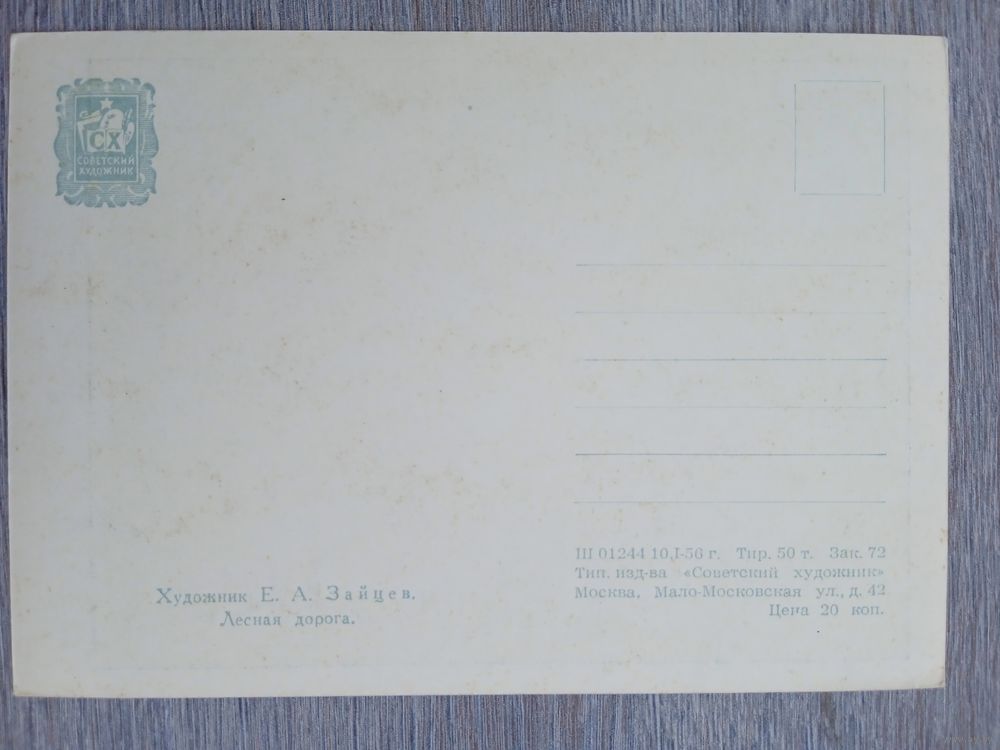 СХ
СОВЕТСКИЙ
ХУДОЖНИК
Художник Е. А. Зайцев.
Лесная дорога.
Ш 01244 10,I-56 г. Тир. 50 т. Зак. 72
Тип. изд-ва «Советский художник»
Москва, Мало-Московская ул., д. 42
Цена 20 коп.